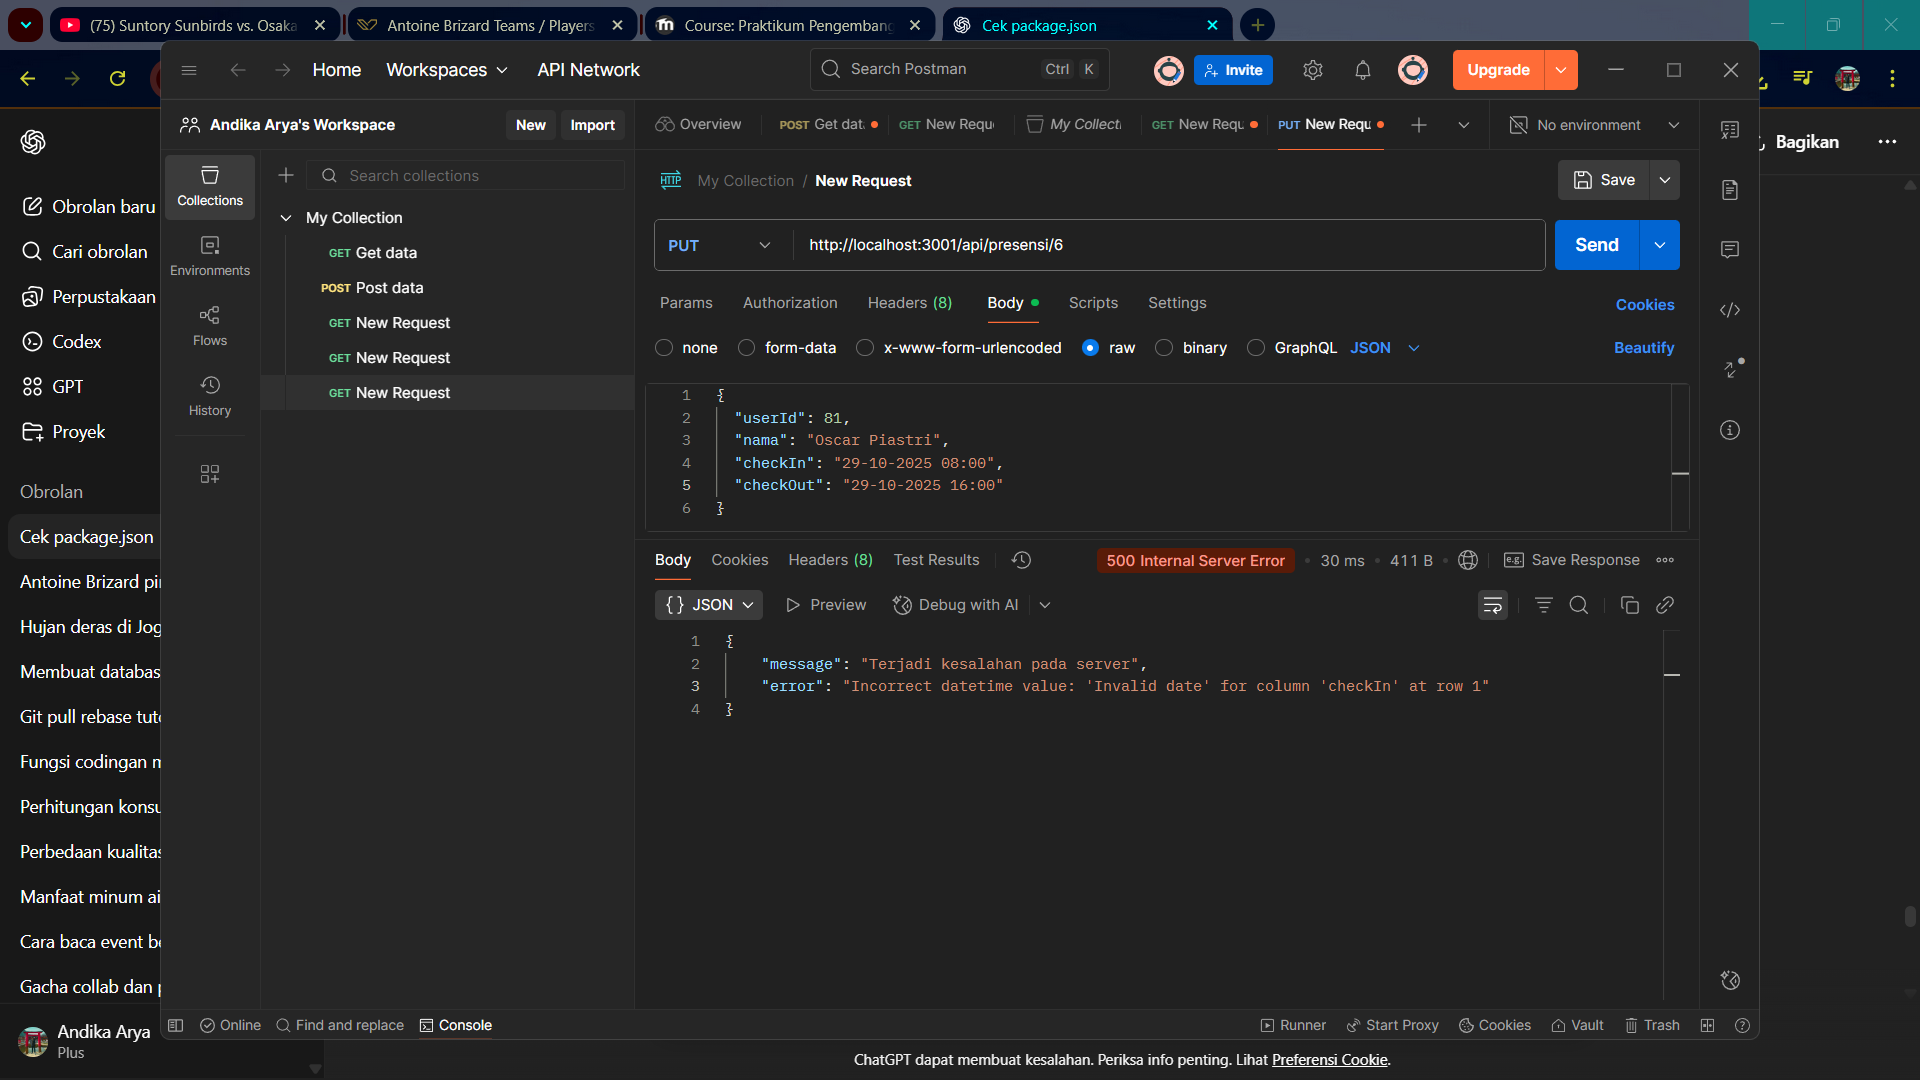 (75) Suntory Sunbirds vs. Osaka
Antoine Brizard Teams / Players
Course: Praktikum Pengembang
Cek package.json
Home
Workspaces
API Network
Search Postman
Ctrl K
Invite
Upgrade
Bagikan
Obrolan baru
Cari obrolan
Perpustakaan
Codex
GPT
Proyek
Obrolan
Cek package.json
Antoine Brizard pi
Hujan deras di Jog
Membuat databas
Git pull rebase tut
Fungsi codingan m
Perhitungan konsu
Perbedaan kualitas
Manfaat minum ai
Cara baca event be
Gacha collab dan p
Andika Arya
Plus
Andika Arya's Workspace
New
Import
Collections
Environments
Flows
History
Search collections
My Collection
GET Get data
POST Post data
GET New Request
GET New Request
GET New Request
Overview
POST Get dat
GET New Requ
My Collecti
GET New Requ
PUT New Requ
No environment
HTTP
My Collection / New Request
Save
PUT
http://localhost:3001/api/presensi/6
Send
Params
Authorization
Headers (8)
Body
Scripts
Settings
Cookies
none
form-data
x-www-form-urlencoded
raw
binary
GraphQL
JSON
Beautify
1 {
2 "userId": 81,
3 "nama": "Oscar Piastri",
4 "checkIn": "29-10-2025 08:00",
5 "checkOut": "29-10-2025 16:00"
6 }
Body
Cookies
Headers (8)
Test Results
500 Internal Server Error
30 ms
411 B
e.g.
Save Response
{} JSON
Preview
Debug with AI
1 {
2 "message": "Terjadi kesalahan pada server",
3 "error": "Incorrect datetime value: 'Invalid date' for column 'checkIn' at row 1"
4 }
Online
Find and replace
Console
Runner
Start Proxy
Cookies
Vault
Trash
ChatGPT dapat membuat kesalahan. Periksa info penting. Lihat Preferensi Cookie.